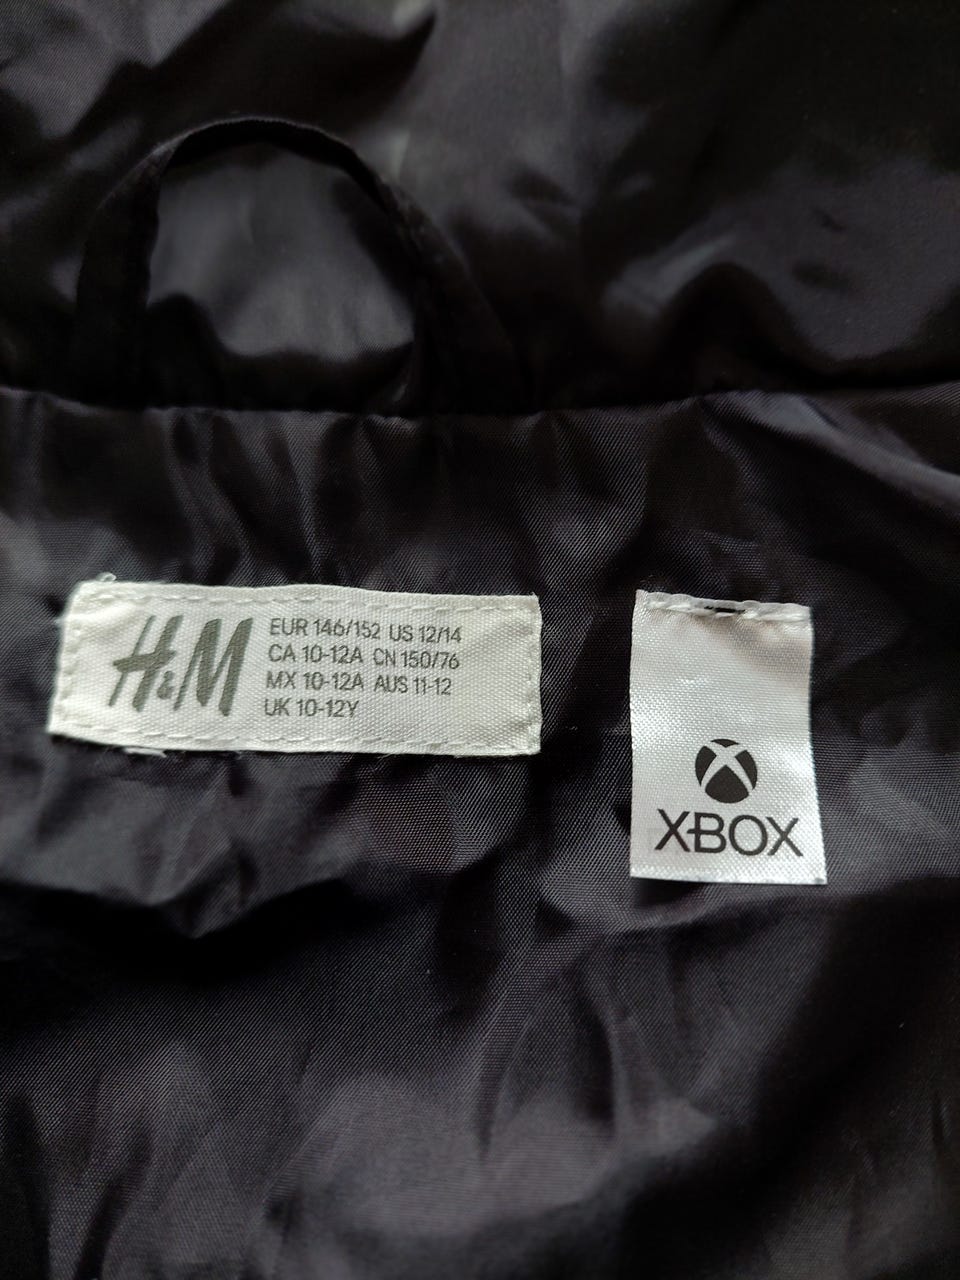 H&M
EUR 146/152 US 12/14
CA 10-12A CN 150/76
MX 10-12A AUS 11-12
UK 10-12Y
XBOX